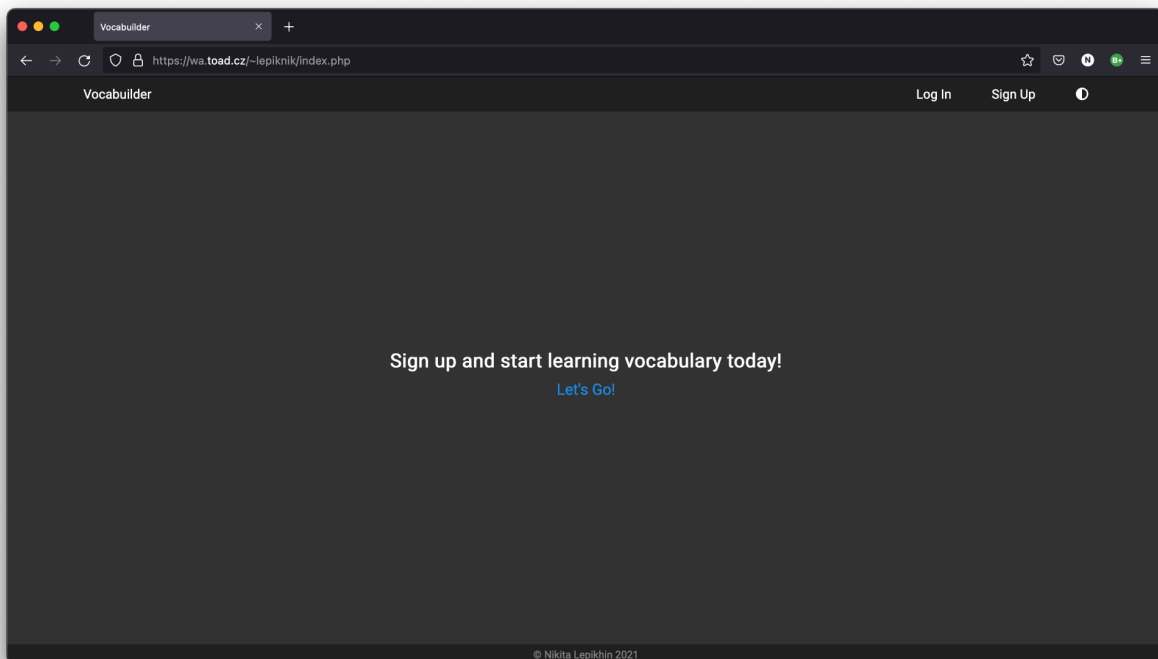 Vocabuilder
https://wa.toad.cz/~lepiknik/index.php
N
B+
Vocabuilder Log In Sign Up
Sign up and start learning vocabulary today!
Let's Go!
© Nikita Lepikhin 2021